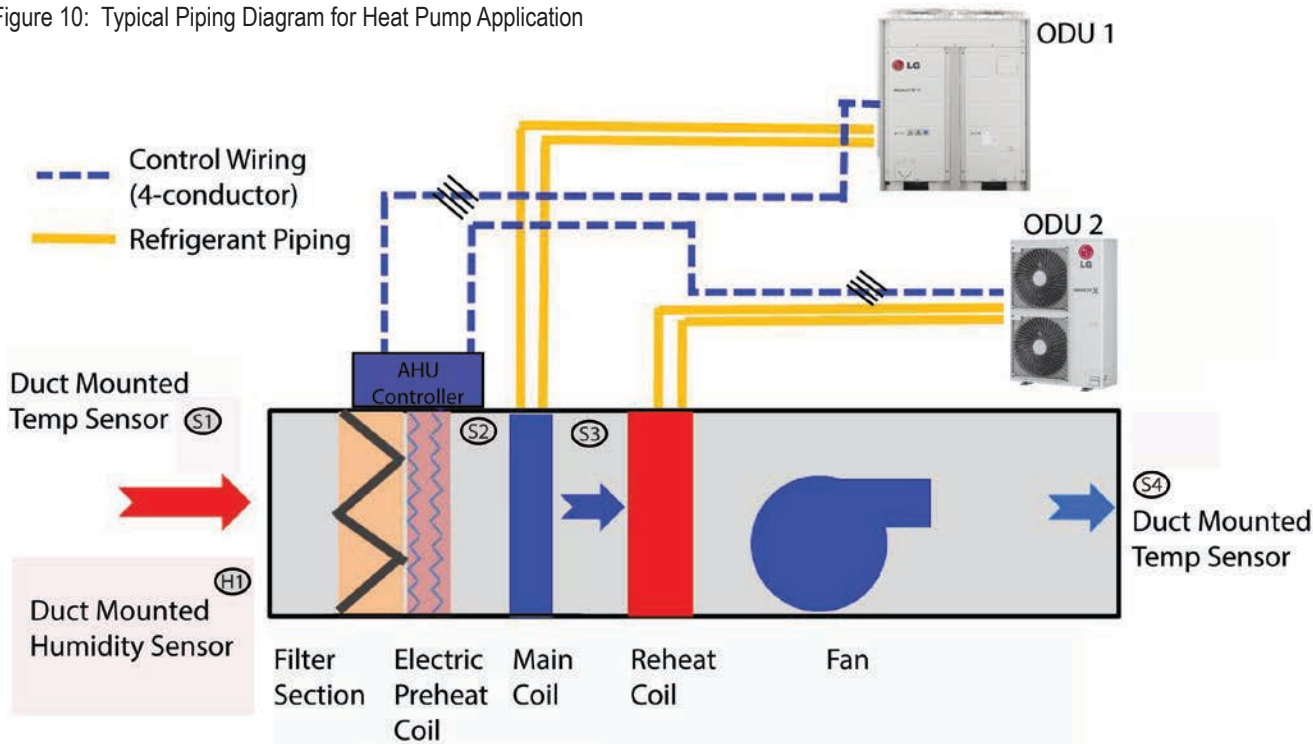 Figure 10: Typical Piping Diagram for Heat Pump Application
ODU 1
LG
Control Wiring
(4-conductor)
Refrigerant Piping
ODU 2
LG
AHU
Controller
Duct Mounted
Temp Sensor S1
S2
S3
S4
Duct Mounted
Temp Sensor
H1
Duct Mounted
Humidity Sensor
Filter
Section
Electric
Preheat
Coil
Main
Coil
Reheat
Coil
Fan